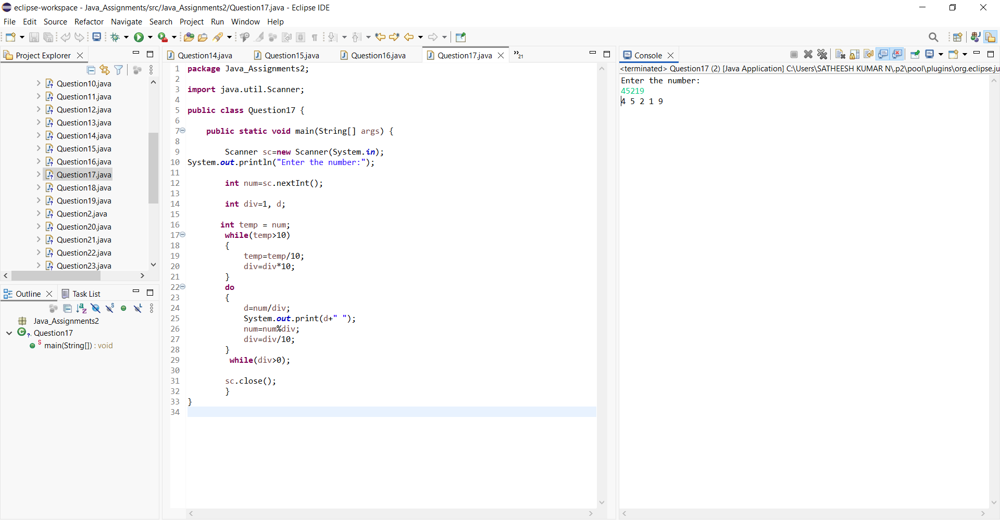 eclipse-workspace - Java_Assignments/src/Java_Assignments2/Question17.java - Eclipse IDE
File Edit Source Refactor Navigate Search Project Run Window Help
Project Explorer
Question10.java
Question11.java
Question12.java
Question13.java
Question14.java
Question15.java
Question16.java
Question17.java
Question18.java
Question19.java
Question2.java
Question20.java
Question21.java
Question22.java
Question23.java
Outline Task List
Java_Assignments2
Question17
main(String[]) : void
Question14.java Question15.java Question16.java Question17.java »21
1 package Java_Assignments2;
2
3 import java.util.Scanner;
4
5 public class Question17 {
6
7 public static void main(String[] args) {
8
9 Scanner sc=new Scanner(System.in);
10 System.out.println("Enter the number:");
11
12 int num=sc.nextInt();
13
14 int div=1, d;
15
16 int temp = num;
17 while(temp>10)
18 {
19 temp=temp/10;
20 div=div*10;
21 }
22 do
23 {
24 d=num/div;
25 System.out.print(d+" ");
26 num=num%div;
27 div=div/10;
28 }
29 while(div>0);
30
31 sc.close();
32 }
33 }
34
Console
<terminated> Question17 (2) [Java Application] C:\Users\SATHEESH KUMAR N\.p2\pool\plugins\org.eclipse.ju
Enter the number:
45219
4 5 2 1 9